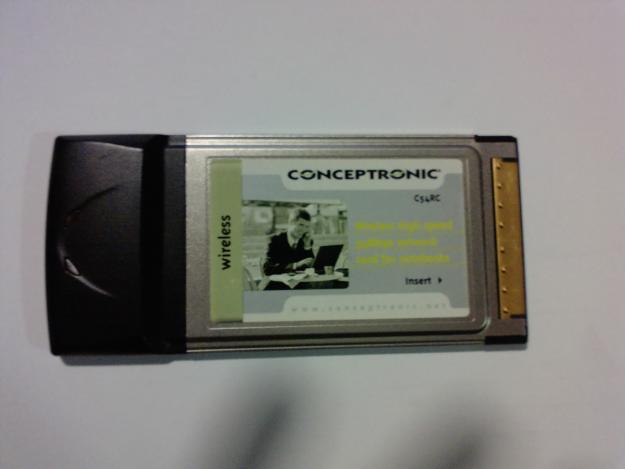 CONCEPTRONIC
C54RC
wireless
Wireless high speed
54Mbps network
card for notebooks
Insert
www.conceptronic.net